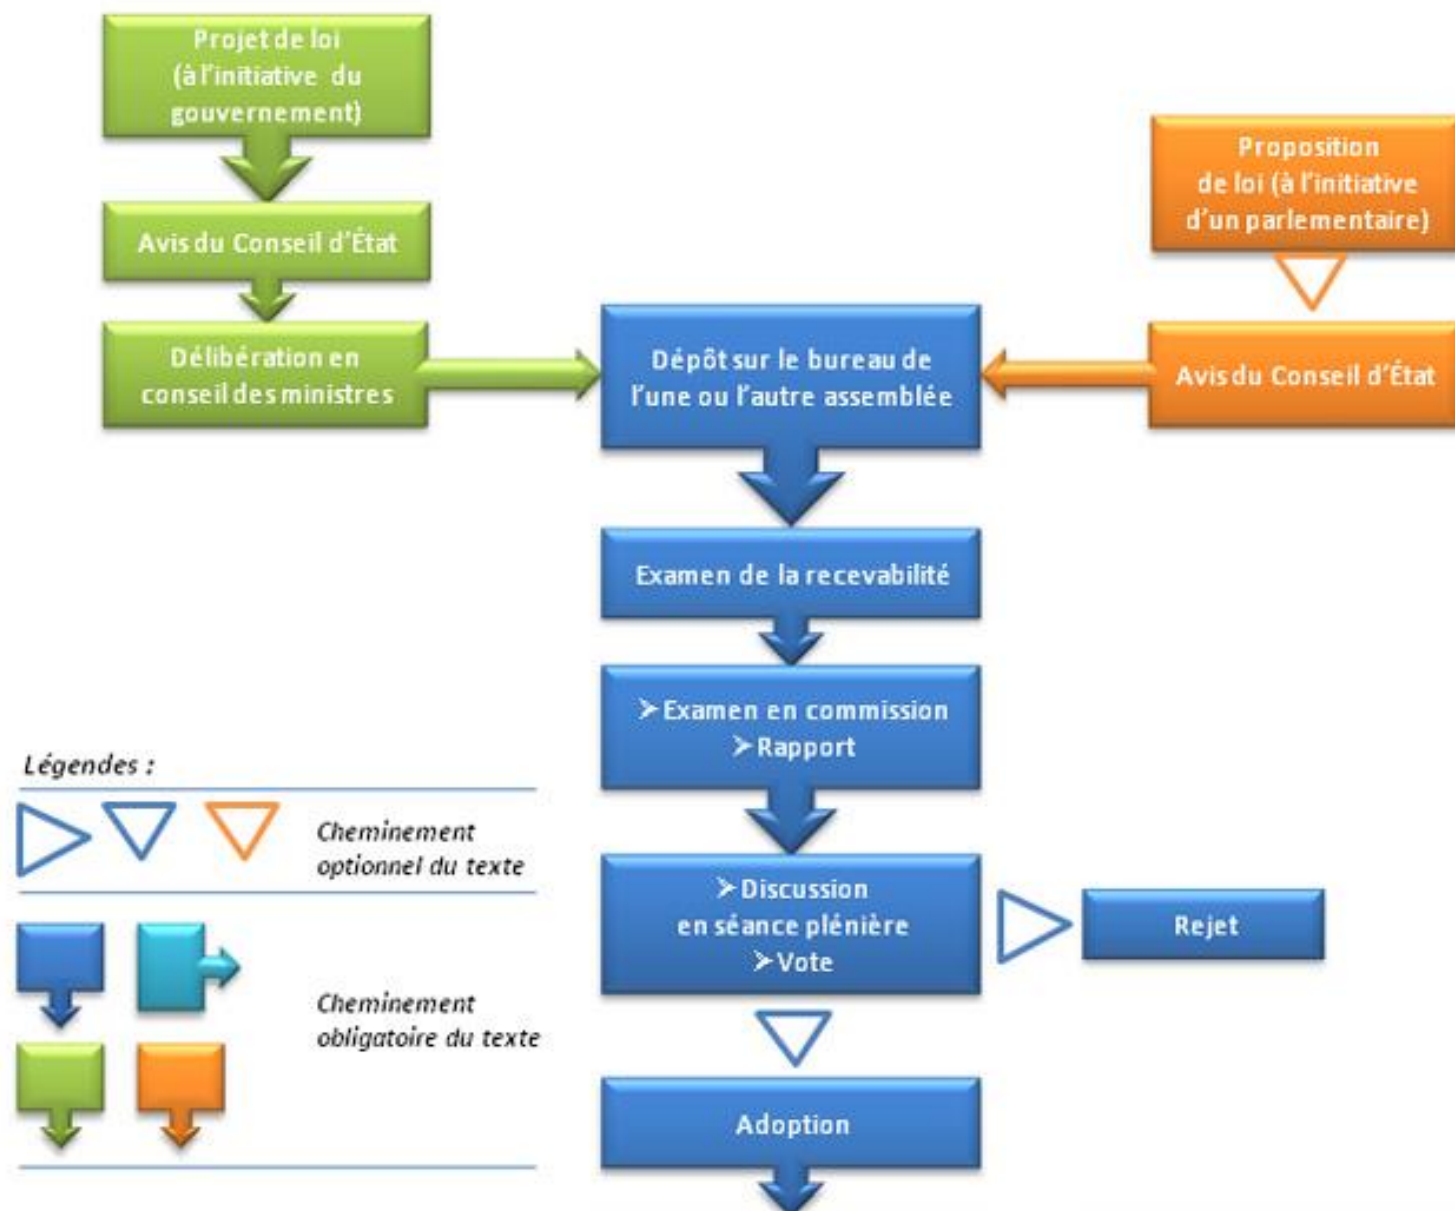 Projet de loi
(à l'initiative du
gouvernement)
Avis du Conseil d'État
Délibération en
conseil des ministres
Proposition
de loi (à l'initiative
d'un parlementaire)
Avis du Conseil d'État
Dépôt sur le bureau de
l'une ou l'autre assemblée
Examen de la recevabilité
➢ Examen en commission
➢ Rapport
➢ Discussion
en séance plénière
➢ Vote
Rejet
Adoption
Légendes :
Cheminement
optionnel du texte
Cheminement
obligatoire du texte